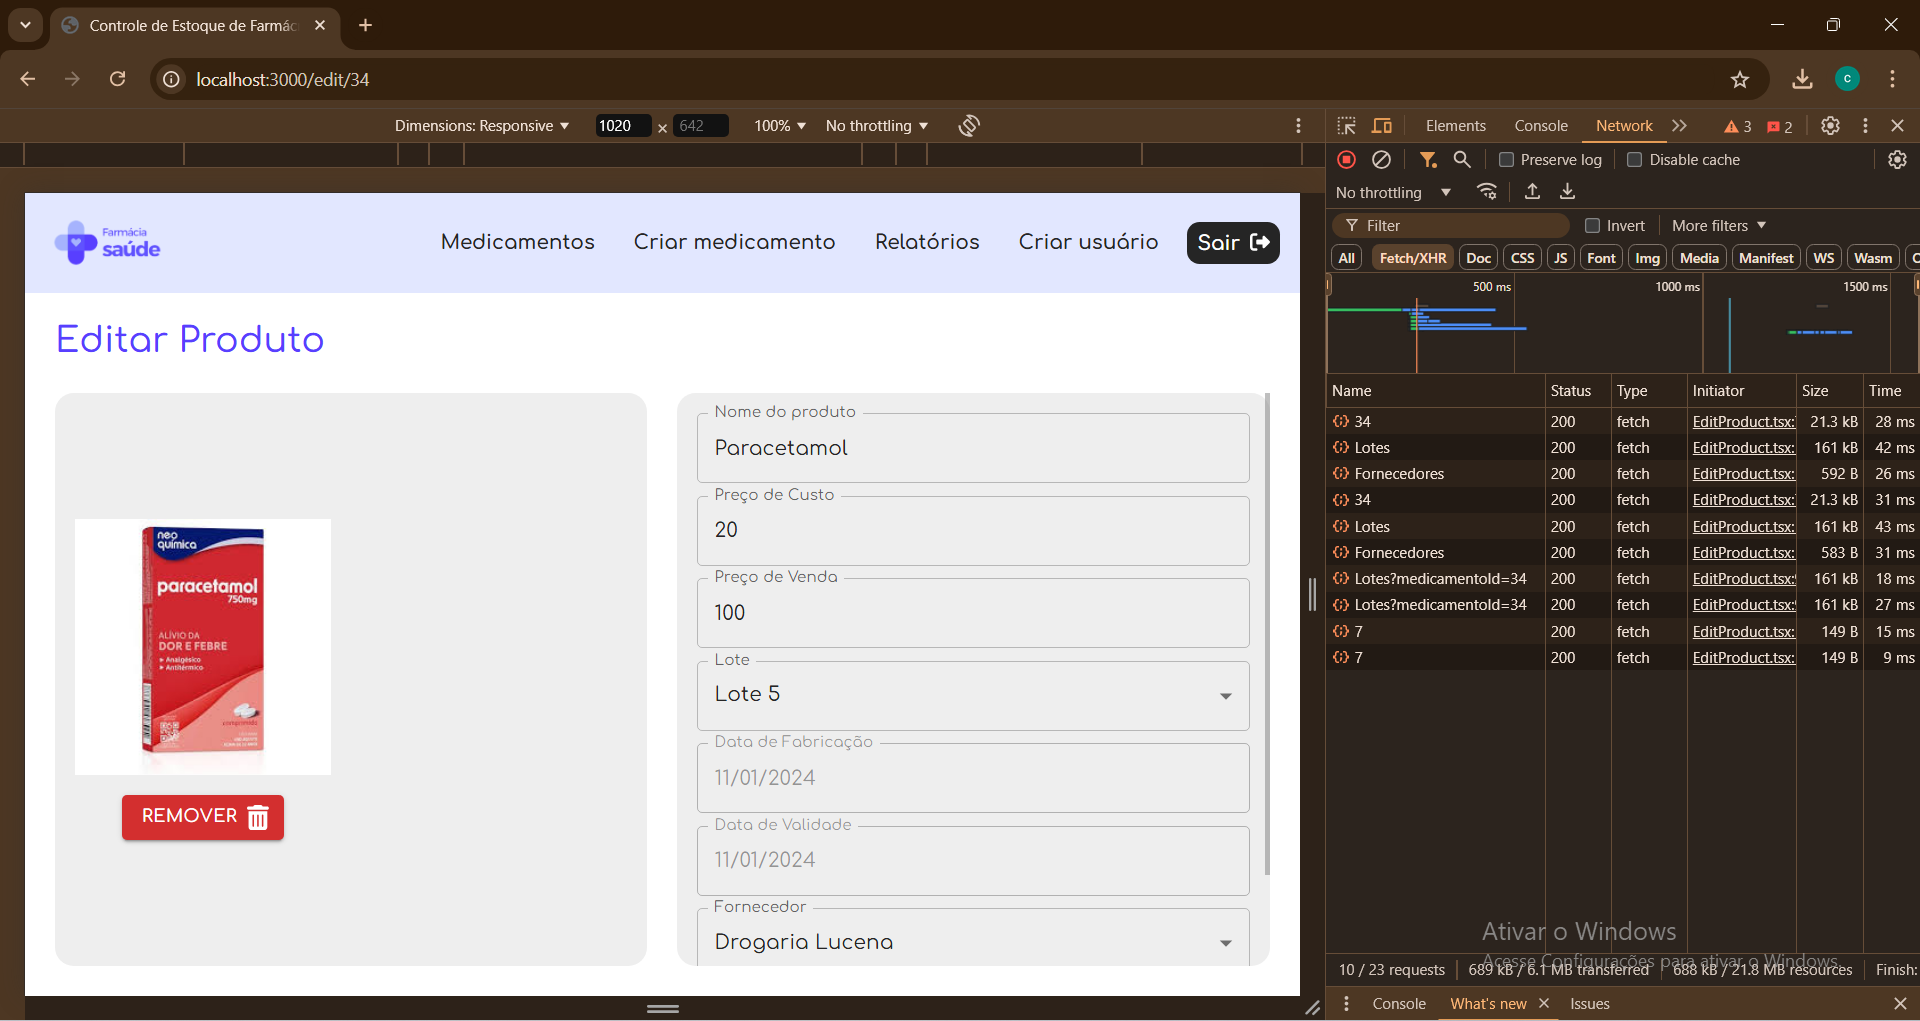 Controle de Estoque de Farmác
localhost:3000/edit/34
C
Dimensions: Responsive
1020 × 642
100%
No throttling
Farmácia
saúde
Medicamentos
Criar medicamento
Relatórios
Criar usuário
Sair
Editar Produto
neo
química
paracetamol
750mg
ALÍVIO DA
DOR E FEBRE
Analgésico
Antitérmico
comprimido
REMOVER
Nome do produto
Paracetamol
Preço de Custo
20
Preço de Venda
100
Lote
Lote 5
Data de Fabricação
11/01/2024
Data de Validade
11/01/2024
Fornecedor
Drogaria Lucena
Elements Console Network 3 2
Preserve log Disable cache
No throttling
Filter Invert More filters
All Fetch/XHR Doc CSS JS Font Img Media Manifest WS Wasm
500 ms 1000 ms 1500 ms
Name Status Type Initiator Size Time
34 200 fetch EditProduct.tsx: 21.3 kB 28 ms
Lotes 200 fetch EditProduct.tsx: 161 kB 42 ms
Fornecedores 200 fetch EditProduct.tsx: 592 B 26 ms
34 200 fetch EditProduct.tsx: 21.3 kB 31 ms
Lotes 200 fetch EditProduct.tsx: 161 kB 43 ms
Fornecedores 200 fetch EditProduct.tsx: 583 B 31 ms
Lotes?medicamentoId=34 200 fetch EditProduct.tsx: 161 kB 18 ms
Lotes?medicamentoId=34 200 fetch EditProduct.tsx: 161 kB 27 ms
7 200 fetch EditProduct.tsx: 149 B 15 ms
7 200 fetch EditProduct.tsx: 149 B 9 ms
Ativar o Windows
Acesse Configurações para ativar o Windows.
10 / 23 requests 689 kB / 6.1 MB transferred 688 kB / 21.8 MB resources Finish:
Console What's new Issues